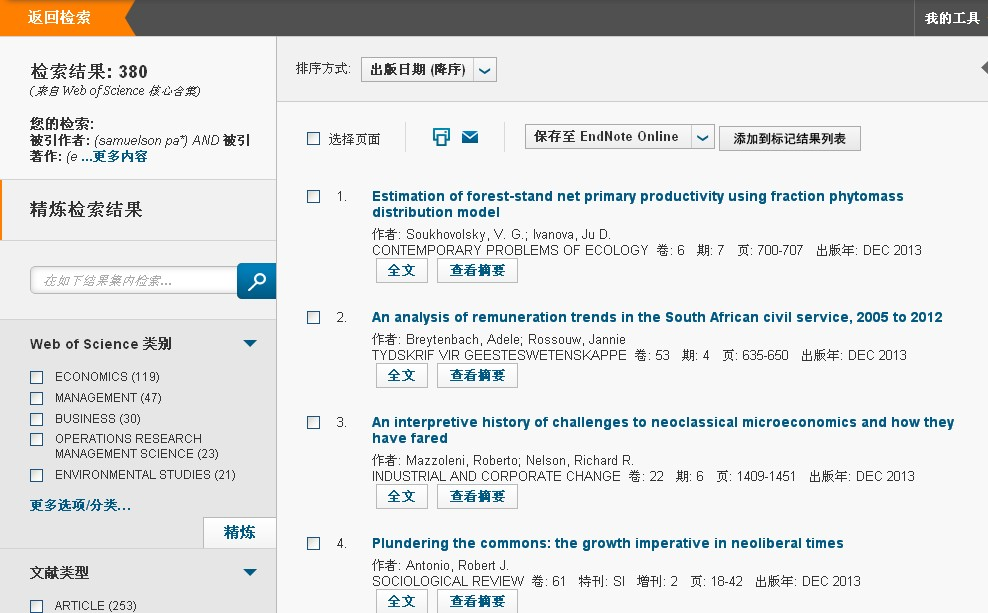 返回检索
我的工具
检索结果: 380
(来自 Web of Science 核心合集)
您的检索:
被引作者: (samuelson pa*) AND 被引
著作: (e ...更多内容
精炼检索结果
在如下结果集内检索...
Web of Science 类别
ECONOMICS (119)
MANAGEMENT (47)
BUSINESS (30)
OPERATIONS RESEARCH
MANAGEMENT SCIENCE (23)
ENVIRONMENTAL STUDIES (21)
更多选项/分类...
精炼
文献类型
ARTICLE (253)
排序方式: 出版日期 (降序)
选择页面 保存至 EndNote Online 添加到标记结果列表
1. Estimation of forest-stand net primary productivity using fraction phytomass
distribution model
作者: Soukhovolsky, V. G.; Ivanova, Ju D.
CONTEMPORARY PROBLEMS OF ECOLOGY 卷: 6 期: 7 页: 700-707 出版年: DEC 2013
全文 查看摘要
2. An analysis of remuneration trends in the South African civil service, 2005 to 2012
作者: Breytenbach, Adele; Rossouw, Jannie
TYDSKRIF VIR GEESTESWETENSKAPPE 卷: 53 期: 4 页: 635-650 出版年: DEC 2013
全文 查看摘要
3. An interpretive history of challenges to neoclassical microeconomics and how they
have fared
作者: Mazzoleni, Roberto; Nelson, Richard R.
INDUSTRIAL AND CORPORATE CHANGE 卷: 22 期: 6 页: 1409-1451 出版年: DEC 2013
全文 查看摘要
4. Plundering the commons: the growth imperative in neoliberal times
作者: Antonio, Robert J.
SOCIOLOGICAL REVIEW 卷: 61 特刊: SI 增刊: 2 页: 18-42 出版年: DEC 2013
全文 查看摘要